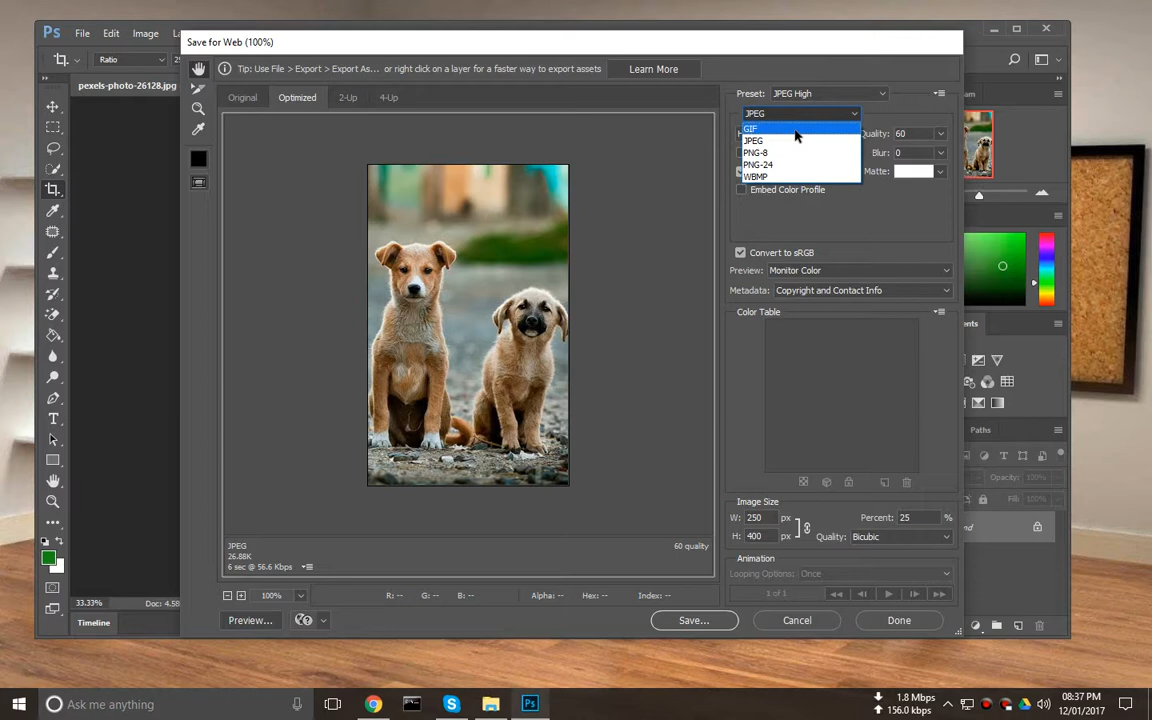 Ps File Edit Image
Save for Web (100%)
Ratio
Tip: Use File > Export > Export As... or right click on a layer for a faster way to export assets
Learn More
pexels-photo-26128.jpg
Original Optimized 2-Up 4-Up
Preset: JPEG High
JPEG
GIF
JPEG
PNG-8
PNG-24
WBMP
Quality: 60
Blur: 0
Matte:
Embed Color Profile
Convert to sRGB
Preview: Monitor Color
Metadata: Copyright and Contact Info
Color Table
Paths
Opacity: 100%
Fill: 100%
Image Size
W: 250 px
H: 400 px
Percent: 25 %
Quality: Bicubic
JPEG
26.88K
6 sec @ 56.6 Kbps
60 quality
Animation
Looping Options: Once
1 of 1
100%
R: -- G: -- B: -- Alpha: -- Hex: -- Index: --
33.33%
Preview... Save... Cancel Done
Timeline
Ask me anything
Ps
1.8 Mbps
156.0 kbps
08:37 PM
12/01/2017